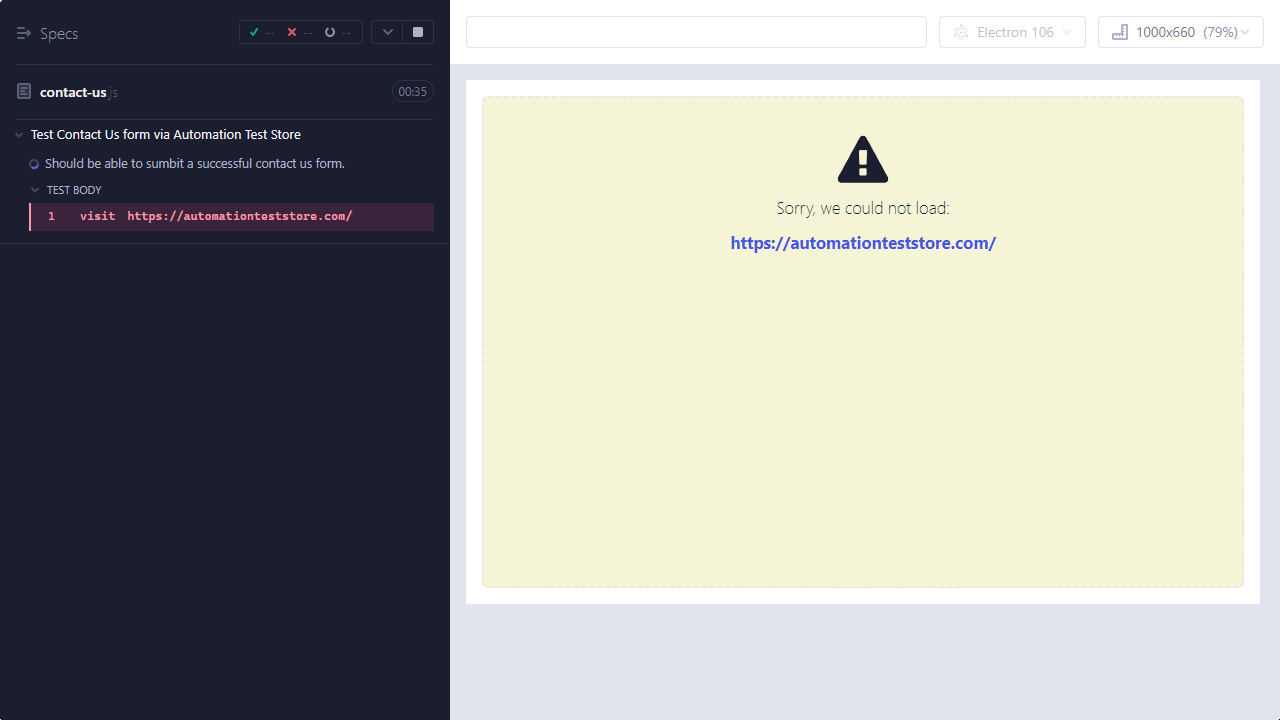 Specs
-- -- --
contact-us.js
00:35
Test Contact Us form via Automation Test Store
Should be able to sumbit a successful contact us form.
TEST BODY
1 visit https://automationteststore.com/
Electron 106
1000x660 (79%)
Sorry, we could not load:
https://automationteststore.com/